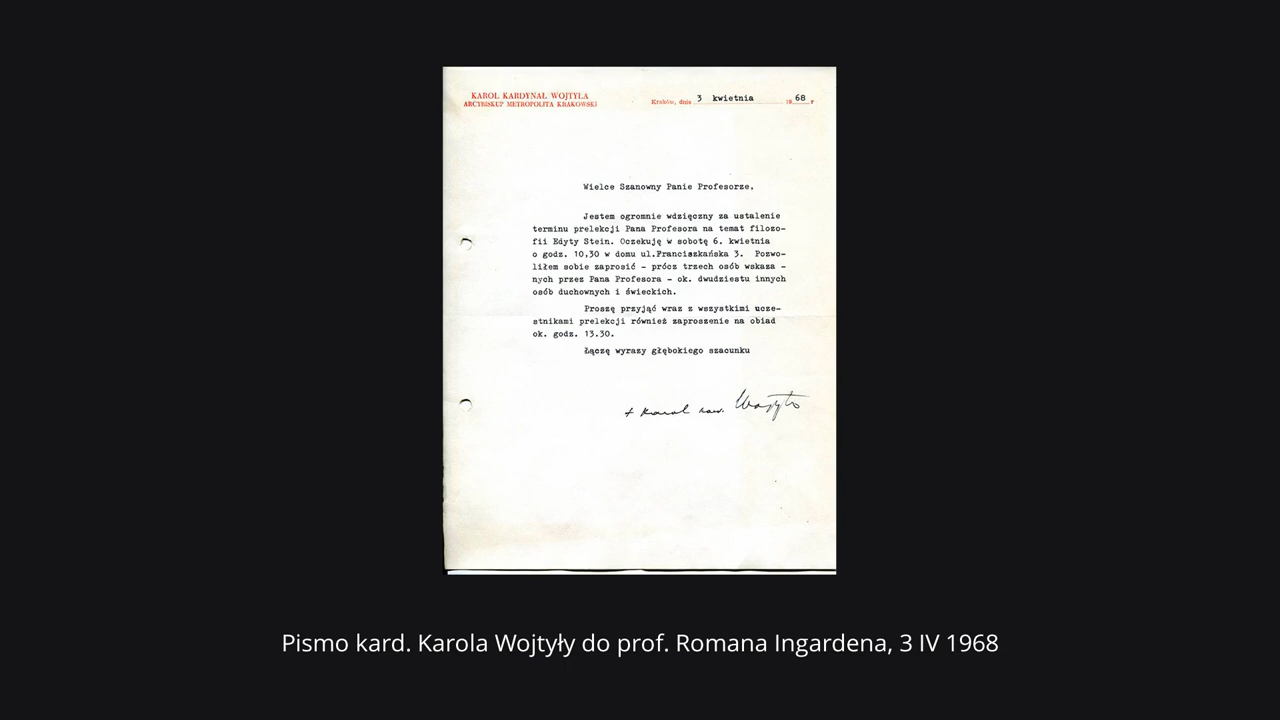 KAROL KARDYNAŁ WOJTYŁA
ARCYBISKUP METROPOLITA KRAKOWSKI
Kraków, dnia 3 kwietnia 1968 r
Wielce Szanowny Panie Profesorze,
Jestem ogromnie wdzięczny za ustalenie
terminu prelekcji Pana Profesora na temat filozo-
fii Edyty Stein. Oczekuję w sobotę 6. kwietnia
o godz. 10,30 w domu ul.Franciszkańska 3. Pozwo-
liłem sobie zaprosić - prócz trzech osób wskaza -
nych przez Pana Profesora - ok. dwudziestu innych
osób duchownych i świeckich.
Proszę przyjąć wraz z wszystkimi ucze-
stnikami prelekcji również zaproszenie na obiad
ok. godz. 13.30.
Łączę wyrazy głębokiego szacunku
+ Karol kard. Wojtyła
Pismo kard. Karola Wojtyły do prof. Romana Ingardena, 3 IV 1968